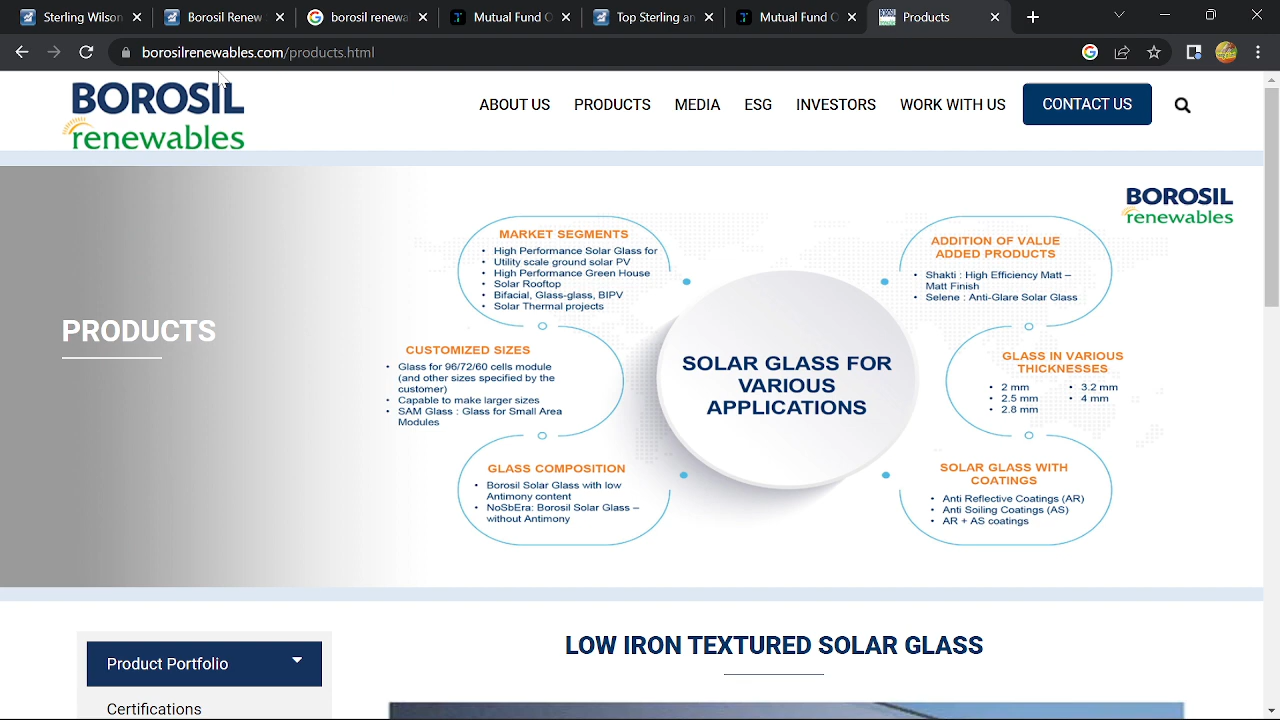 Sterling and Wilson
Borosil Renew
borosil renewa
Mutual Fund O
Top Sterling an
Mutual Fund O
Products
borosilrenewables.com/products.html
BOROSIL
renewables
ABOUT US PRODUCTS MEDIA ESG INVESTORS WORK WITH US CONTACT US
BOROSIL
renewables
PRODUCTS
MARKET SEGMENTS
• High Performance Solar Glass for
• Utility scale ground solar PV
• High Performance Green House
• Solar Rooftop
• Bifacial, Glass-glass, BIPV
• Solar Thermal projects
CUSTOMIZED SIZES
• Glass for 96/72/60 cells module
(and other sizes specified by the
customer)
• Capable to make larger sizes
• SAM Glass : Glass for Small Area
Modules
GLASS COMPOSITION
• Borosil Solar Glass with low
Antimony content
• NoSbEra: Borosil Solar Glass –
without Antimony
SOLAR GLASS FOR
VARIOUS
APPLICATIONS
ADDITION OF VALUE
ADDED PRODUCTS
• Shakti : High Efficiency Matt –
Matt Finish
• Selene : Anti-Glare Solar Glass
GLASS IN VARIOUS
THICKNESSES
• 2 mm • 3.2 mm
• 2.5 mm • 4 mm
• 2.8 mm
SOLAR GLASS WITH
COATINGS
• Anti Reflective Coatings (AR)
• Anti Soiling Coatings (AS)
• AR + AS coatings
Product Portfolio
Certifications
LOW IRON TEXTURED SOLAR GLASS